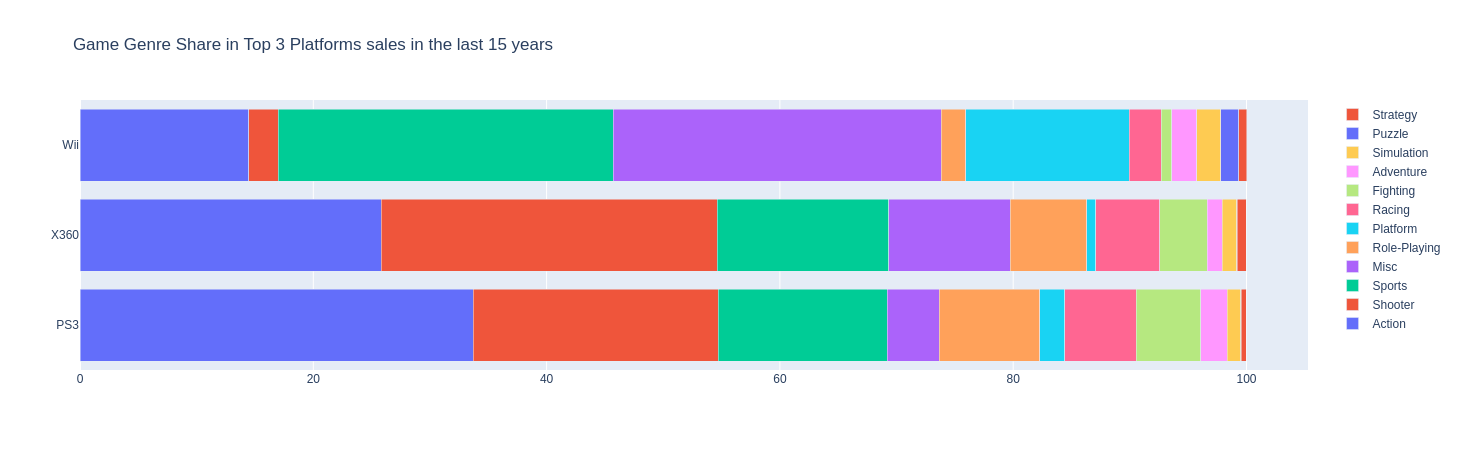 Game Genre Share in Top 3 Platforms sales in the last 15 years
Wii
X360
PS3
0 20 40 60 80 100
Strategy
Puzzle
Simulation
Adventure
Fighting
Racing
Platform
Role-Playing
Misc
Sports
Shooter
Action